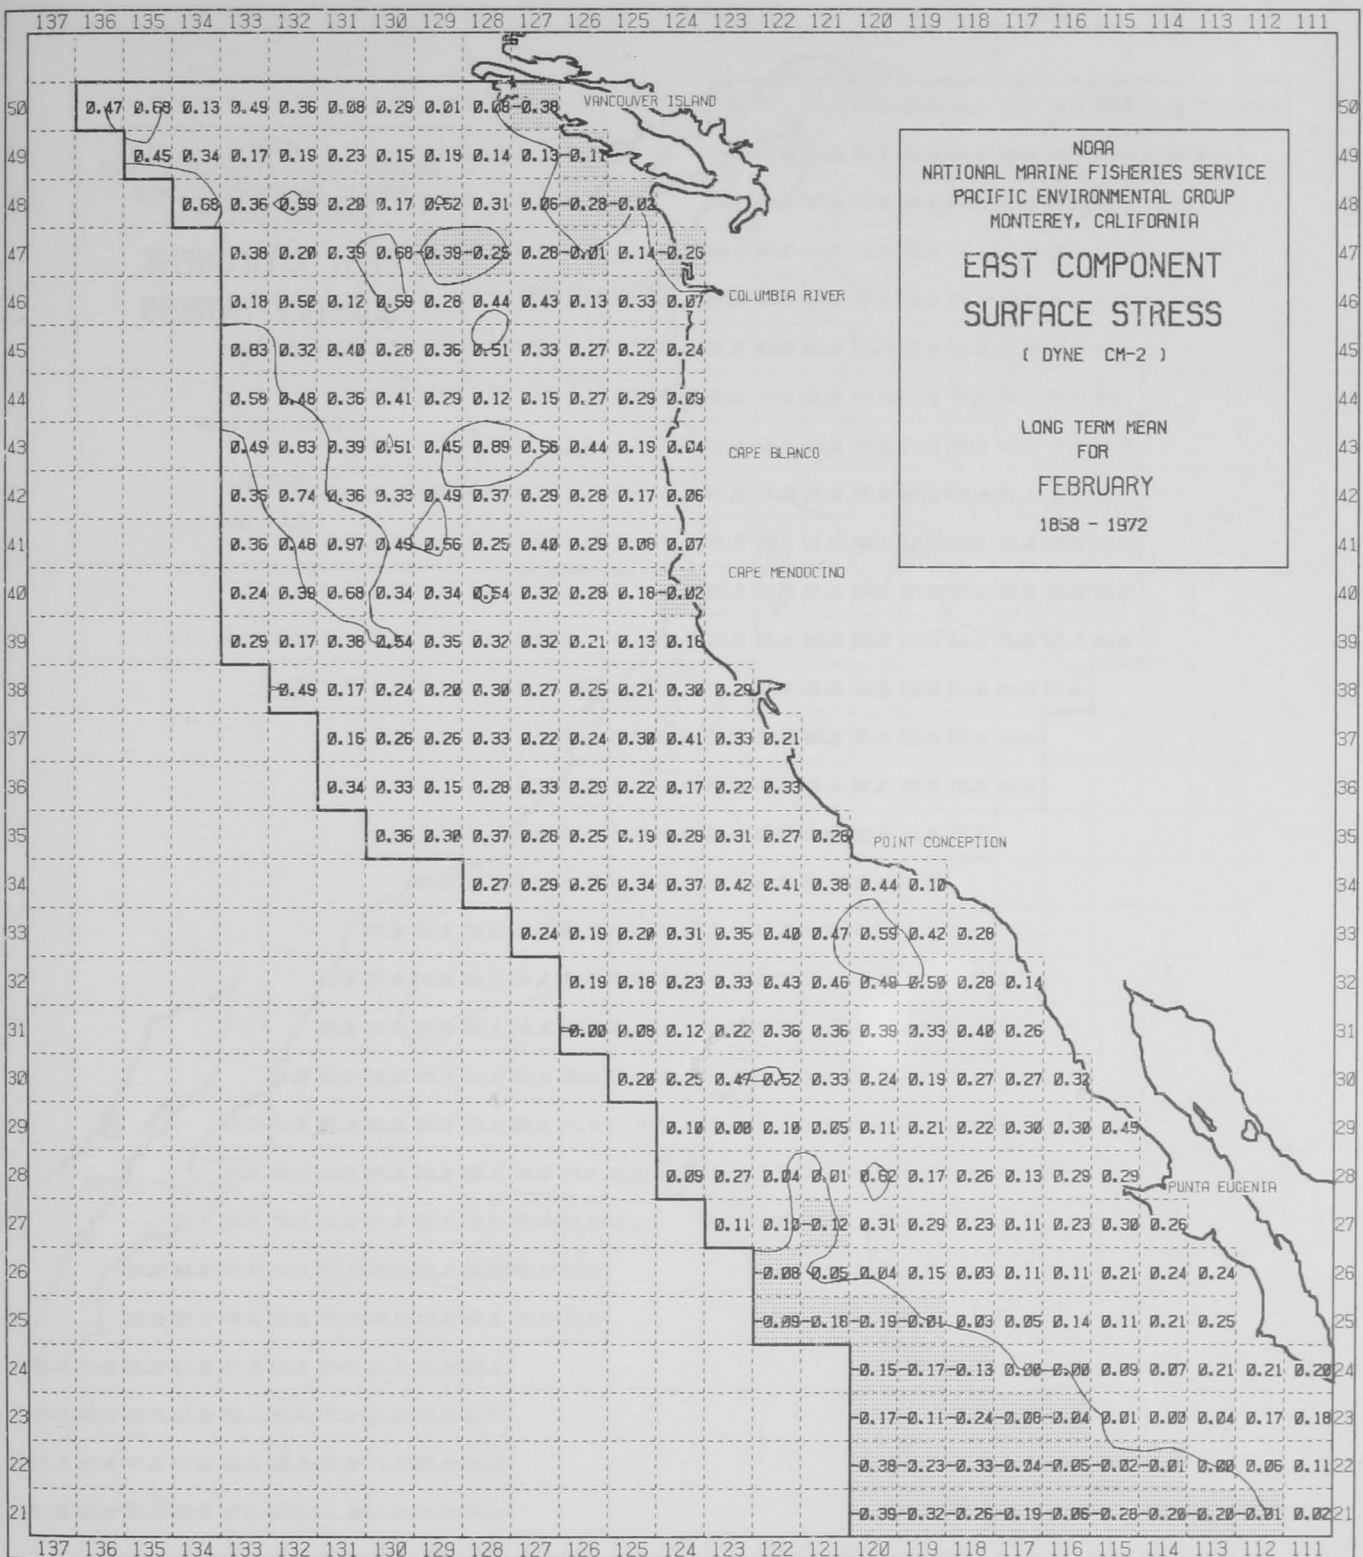 137 136 135 134 133 132 131 130 129 128 127 126 125 124 123 122 121 120 119 118 117 116 115 114 113 112 111
50 0.47 0.68 0.13 0.49 0.36 0.08 0.29 0.01 0.08 -0.38 VANCOUVER ISLAND 50
49 0.45 0.34 0.17 0.19 0.23 0.15 0.19 0.14 0.13 -0.11 49
48 0.68 0.36 0.59 0.20 0.17 0.52 0.31 0.06 -0.28 -0.02 48
47 0.38 0.20 0.39 0.68 -0.39 -0.25 0.28 -0.01 0.14 -0.26 47
46 0.18 0.50 0.12 0.59 0.28 0.44 0.43 0.13 0.33 0.07 COLUMBIA RIVER 46
45 0.83 0.32 0.40 0.28 0.36 0.51 0.33 0.27 0.22 0.24 45
44 0.58 0.48 0.36 0.41 0.29 0.12 0.15 0.27 0.29 0.09 44
43 0.49 0.83 0.39 0.51 0.45 0.89 0.56 0.44 0.19 0.04 CAPE BLANCO 43
42 0.35 0.74 0.36 0.33 0.49 0.37 0.29 0.28 0.17 0.06 42
41 0.36 0.48 0.97 0.49 0.56 0.25 0.40 0.29 0.08 0.07 41
CAPE MENDOCINO
40 0.24 0.39 0.68 0.34 0.34 0.54 0.32 0.28 0.18 -0.02 40
39 0.29 0.17 0.38 0.54 0.35 0.32 0.32 0.21 0.13 0.18 39
38 0.49 0.17 0.24 0.20 0.30 0.27 0.25 0.21 0.30 0.29 38
37 0.16 0.26 0.26 0.33 0.22 0.24 0.30 0.41 0.33 0.21 37
36 0.34 0.33 0.15 0.28 0.33 0.29 0.22 0.17 0.22 0.33 36
35 0.36 0.30 0.37 0.28 0.25 0.19 0.29 0.31 0.27 0.28 POINT CONCEPTION 35
34 0.27 0.29 0.26 0.34 0.37 0.42 0.41 0.38 0.44 0.10 34
33 0.24 0.19 0.20 0.31 0.35 0.40 0.47 0.59 0.42 0.28 33
32 0.19 0.18 0.23 0.33 0.43 0.46 0.49 0.50 0.28 0.14 32
31 -0.00 0.08 0.12 0.22 0.36 0.36 0.39 0.33 0.40 0.26 31
30 0.26 0.25 0.47 0.52 0.33 0.24 0.19 0.27 0.27 0.32 30
29 0.10 0.00 0.10 0.05 0.11 0.21 0.22 0.30 0.30 0.45 29
28 0.09 0.27 0.04 0.01 0.62 0.17 0.26 0.13 0.29 0.29 PUNTA EUGENIA 28
27 0.11 0.10 -0.12 0.31 0.29 0.23 0.11 0.23 0.30 0.26 27
26 -0.08 -0.05 0.04 0.15 0.03 0.11 0.11 0.21 0.24 0.24 26
25 -0.09 -0.18 -0.19 -0.01 0.03 0.05 0.14 0.11 0.21 0.25 25
24 -0.15 -0.17 -0.13 0.00 -0.00 0.09 0.07 0.21 0.21 0.20 24
23 -0.17 -0.11 -0.24 -0.08 -0.04 0.01 0.00 0.04 0.17 0.18 23
22 -0.38 -0.23 -0.33 -0.04 -0.05 -0.02 -0.01 0.00 0.06 0.11 22
21 -0.39 -0.32 -0.26 -0.19 -0.06 -0.28 -0.26 -0.20 -0.01 0.02 21
137 136 135 134 133 132 131 130 129 128 127 126 125 124 123 122 121 120 119 118 117 116 115 114 113 112 111
NOAA
NATIONAL MARINE FISHERIES SERVICE
PACIFIC ENVIRONMENTAL GROUP
MONTEREY, CALIFORNIA
EAST COMPONENT
SURFACE STRESS
( DYNE CM-2 )
LONG TERM MEAN
FOR
FEBRUARY
1858 - 1972